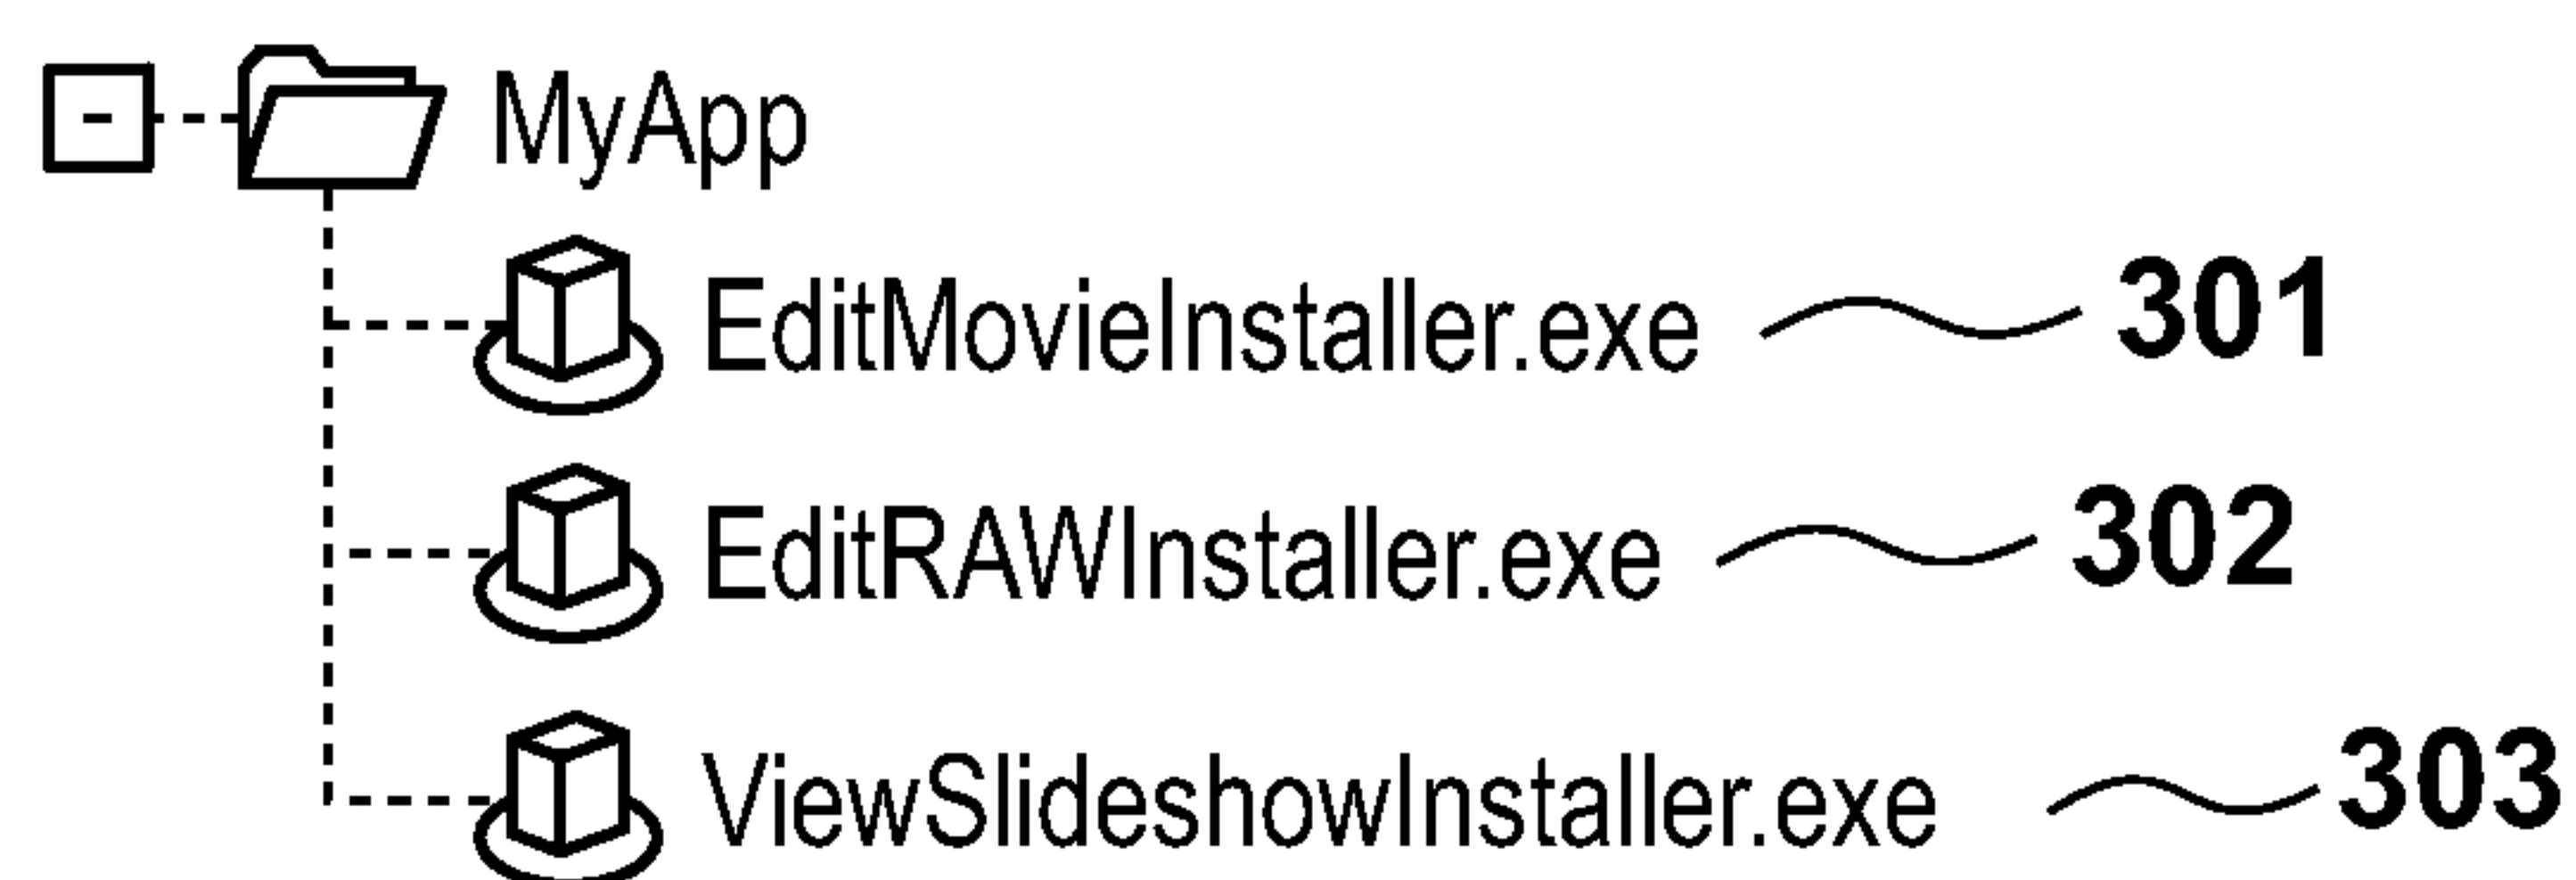 MyApp
EditMovieInstaller.exe 301
EditRAWInstaller.exe 302
ViewSlideshowInstaller.exe 303